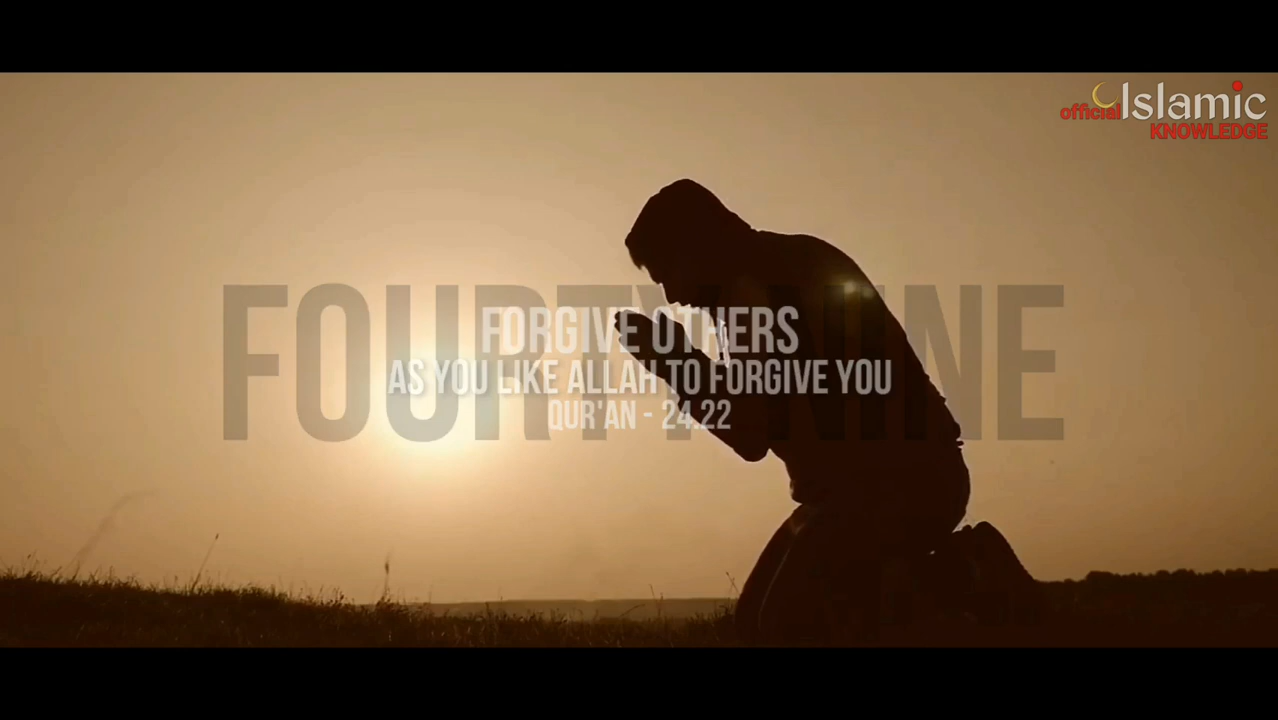 official Islamic
KNOWLEDGE
FOURTY NINE
FORGIVE OTHERS
AS YOU LIKE ALLAH TO FORGIVE YOU
QUR'AN - 24.22